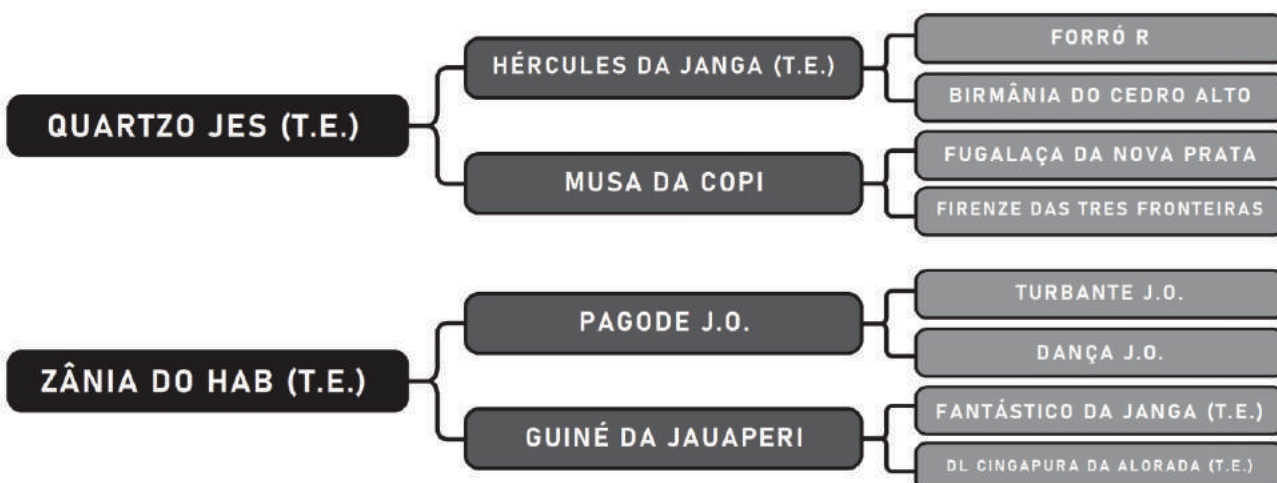 QUARTZO JES (T.E.)
HÉRCULES DA JANGA (T.E.)
FORRÓ R
BIRMÂNIA DO CEDRO ALTO
MUSA DA COPI
FUGALAÇA DA NOVA PRATA
FIRENZE DAS TRES FRONTEIRAS
ZÂNIA DO HAB (T.E.)
PAGODE J.O.
TURBANTE J.O.
DANÇA J.O.
GUINÉ DA JAUAPERI
FANTÁSTICO DA JANGA (T.E.)
DL CINGAPURA DA ALORADA (T.E.)